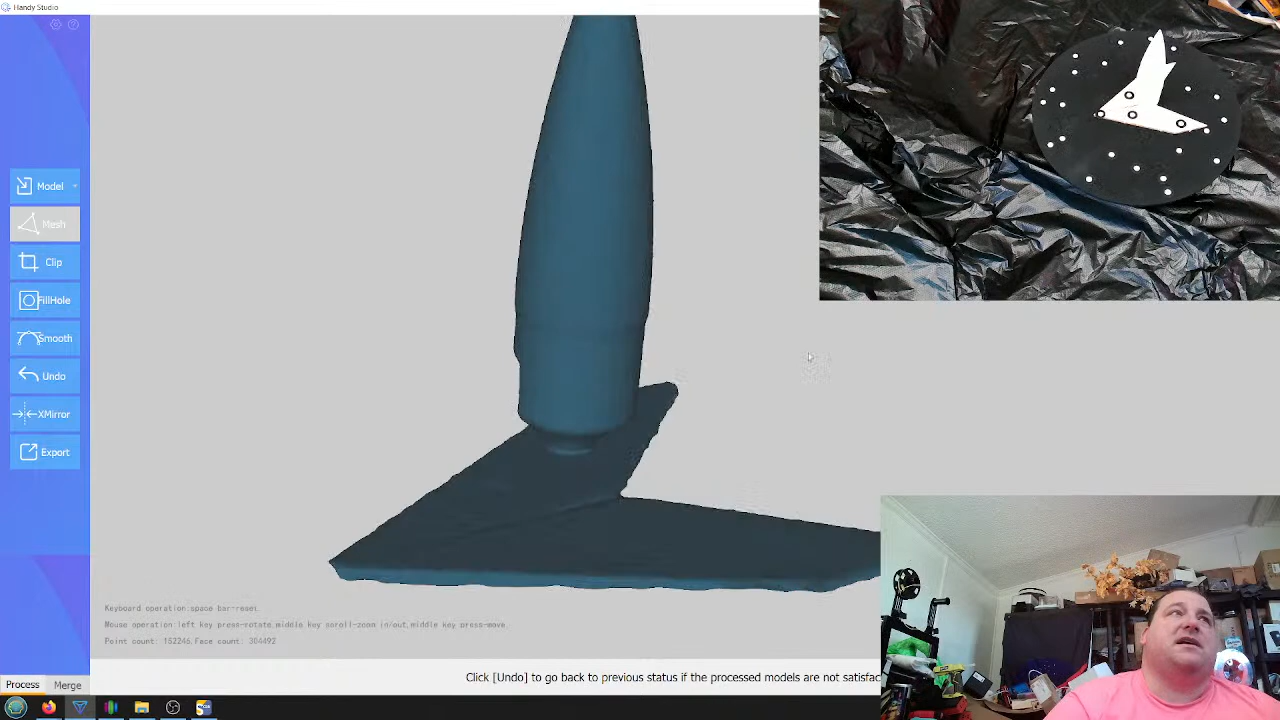 Handy Studio
Model
Mesh
Clip
FillHole
Smooth
Undo
XMirror
Export
Keyboard operation:space bar-reset.
Mouse operation:left key press-rotate,middle key scroll-zoom in/out,middle key press-move.
Point count: 152246,Face count: 304492
Process
Merge
Click [Undo] to go back to previous status if the processed models are not satisfac